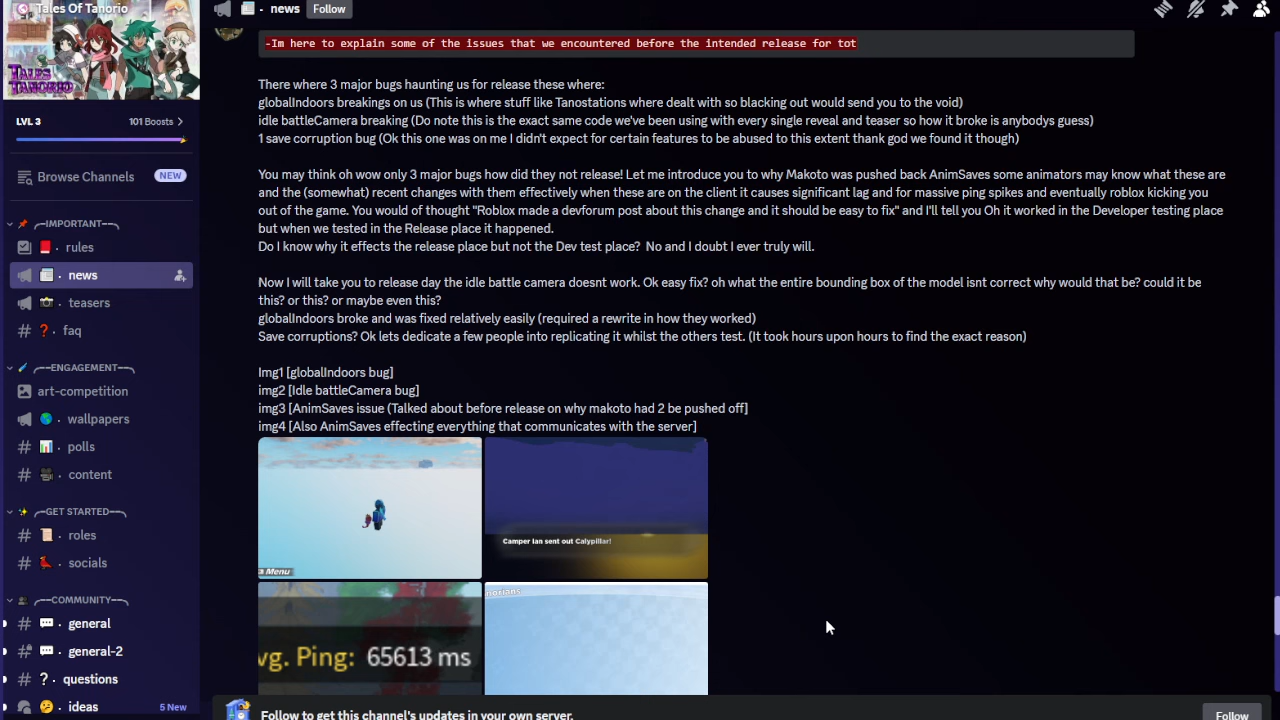 Tales Of Tanorio
news
Follow
TALES
TANORIO
-Im here to explain some of the issues that we encountered before the intended release for tot
There where 3 major bugs haunting us for release these where:
globalIndoors breakings on us (This is where stuff like Tanostations where dealt with so blacking out would send you to the void)
idle battleCamera breaking (Do note this is the exact same code we've been using with every single reveal and teaser so how it broke is anybodys guess)
1 save corruption bug (Ok this one was on me I didn't expect for certain features to be abused to this extent thank god we found it though)
You may think oh wow only 3 major bugs how did they not release! Let me introduce you to why Makoto was pushed back AnimSaves some animators may know what these are
and the (somewhat) recent changes with them effectively when these are on the client it causes significant lag and for massive ping spikes and eventually roblox kicking you
out of the game. You would of thought "Roblox made a devforum post about this change and it should be easy to fix" and I'll tell you Oh it worked in the Developer testing place
but when we tested in the Release place it happened.
Do I know why it effects the release place but not the Dev test place?  No and I doubt I ever truly will.
Now I will take you to release day the idle battle camera doesnt work. Ok easy fix? oh what the entire bounding box of the model isnt correct why would that be? could it be
this? or this? or maybe even this?
globalIndoors broke and was fixed relatively easily (required a rewrite in how they worked)
Save corruptions? Ok lets dedicate a few people into replicating it whilst the others test. (It took hours upon hours to find the exact reason)
Img1 [globalIndoors bug]
img2 [Idle battleCamera bug]
img3 [AnimSaves issue (Talked about before release on why makoto had 2 be pushed off]
img4 [Also AnimSaves effecting everything that communicates with the server]
LVL 3
101 Boosts >
Browse Channels
NEW
IMPORTANT
rules
news
teasers
faq
ENGAGEMENT
art-competition
wallpapers
polls
content
GET STARTED
roles
socials
COMMUNITY
general
general-2
questions
ideas
5 New
Menu
Camper Ian sent out Calypillar!
vg. Ping: 65613 ms
norians
Follow to get this channel's updates in your own server.
Follow